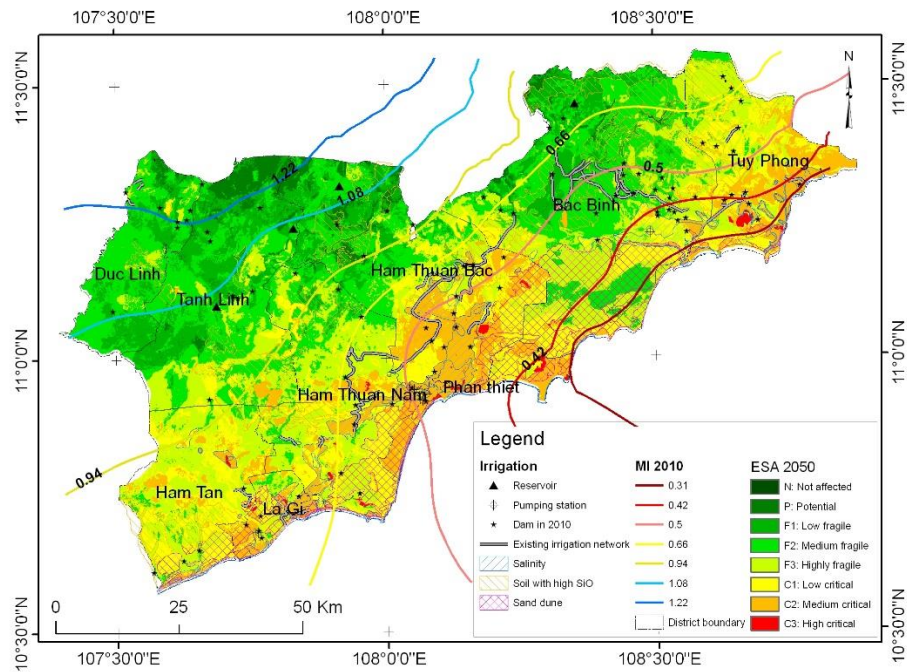 107°30'0"E
108°0'0"E
108°30'0"E
N
11°30'0"N
11°30'0"N
0.66
1.22
0.5
Tuy Phong
1.08
Bac Binh
Duc Linh
Ham Thuan Bac
Tanh Linh
11°0'0"N
11°0'0"N
0.42
Ham Thuan Nam
Phan thiet
0.94
Ham Tan
La Gi
Legend
Irrigation
Reservoir
Pumping station
Dam in 2010
Existing irrigation network
Salinity
Soil with high SiO
Sand dune
MI 2010
0.31
0.42
0.5
0.66
0.94
1.08
1.22
District boundary
ESA 2050
N: Not affected
P: Potential
F1: Low fragile
F2: Medium fragile
F3: Highly fragile
C1: Low critical
C2: Medium critical
C3: High critical
0 25 50 Km
10°30'0"N
10°30'0"N
107°30'0"E
108°0'0"E
108°30'0"E